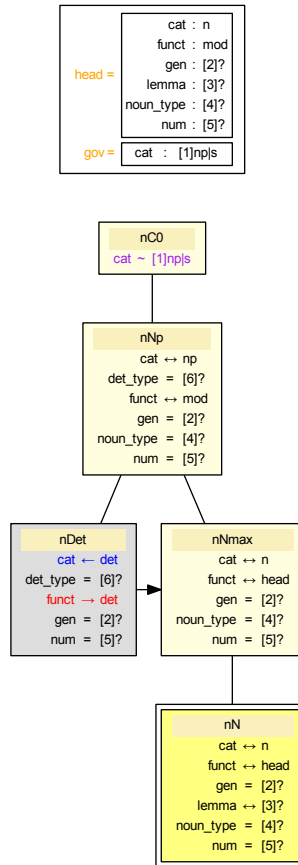 head =
cat : n
funct : mod
gen : [2]?
lemma : [3]?
noun_type : [4]?
num : [5]?
gov = cat : [1]np|s
nC0
cat ~ [1]np|s
nNp
cat ↔ np
det_type = [6]?
funct ↔ mod
gen = [2]?
noun_type = [4]?
num = [5]?
nDet
cat ← det
det_type = [6]?
funct → det
gen = [2]?
num = [5]?
nNmax
cat ↔ n
funct ↔ head
gen = [2]?
noun_type = [4]?
num = [5]?
nN
cat ↔ n
funct ↔ head
gen = [2]?
lemma ↔ [3]?
noun_type = [4]?
num = [5]?